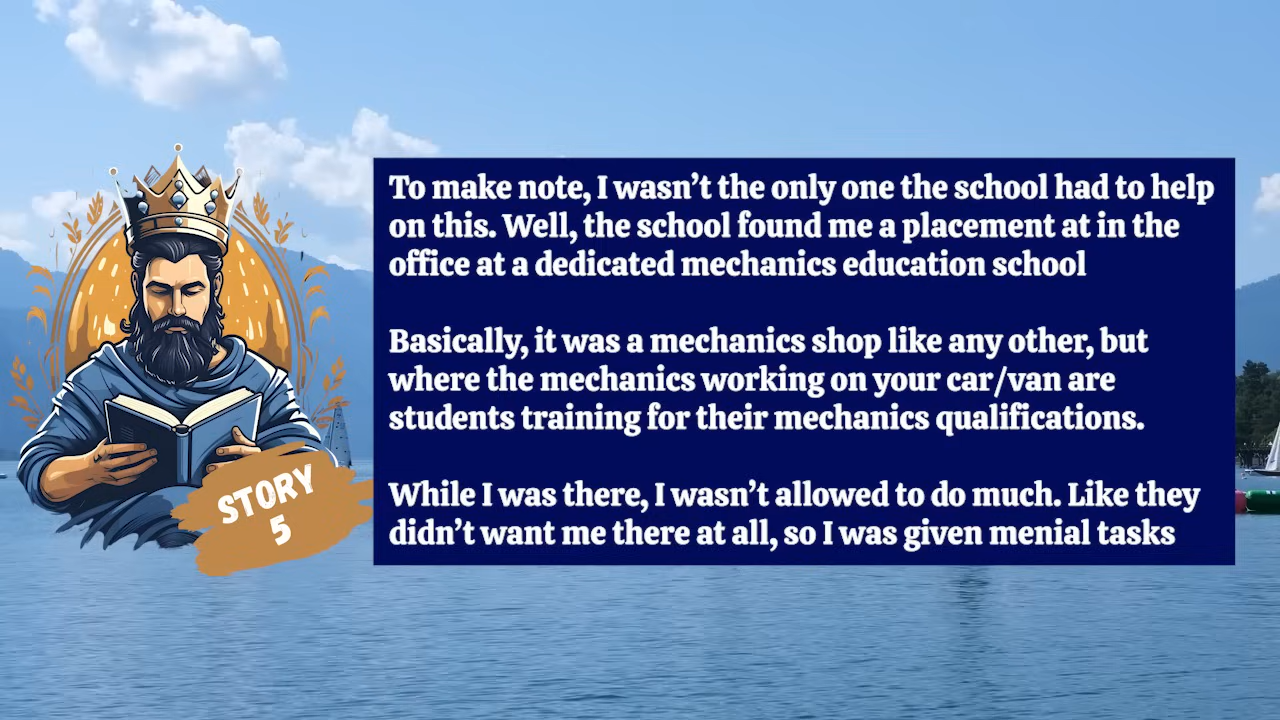 To make note, I wasn’t the only one the school had to help
on this. Well, the school found me a placement at in the
office at a dedicated mechanics education school
Basically, it was a mechanics shop like any other, but
where the mechanics working on your car/van are
students training for their mechanics qualifications.
While I was there, I wasn’t allowed to do much. Like they
didn’t want me there at all, so I was given menial tasks
STORY
5